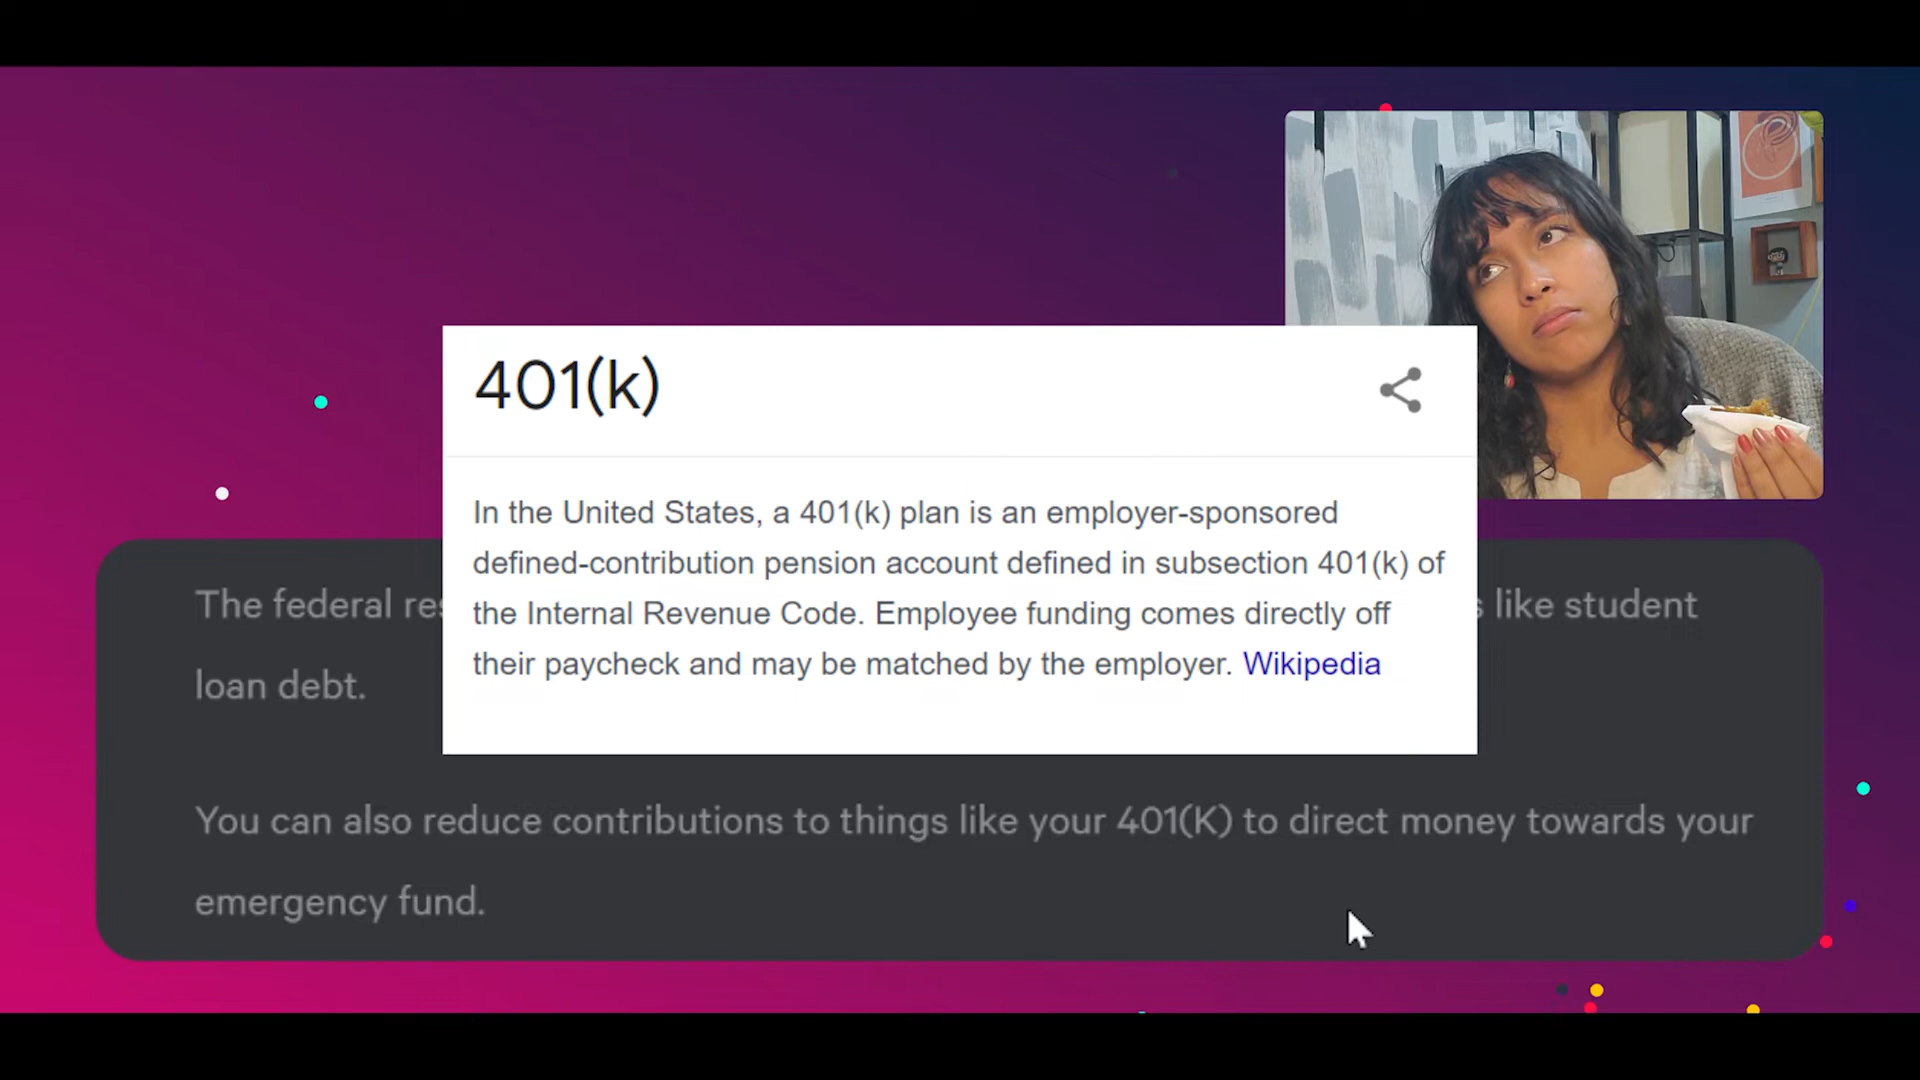 401(k)
In the United States, a 401(k) plan is an employer-sponsored
defined-contribution pension account defined in subsection 401(k) of
the Internal Revenue Code. Employee funding comes directly off
their paycheck and may be matched by the employer. Wikipedia
The federal like student
loan debt.
You can also reduce contributions to things like your 401(K) to direct money towards your
emergency fund.